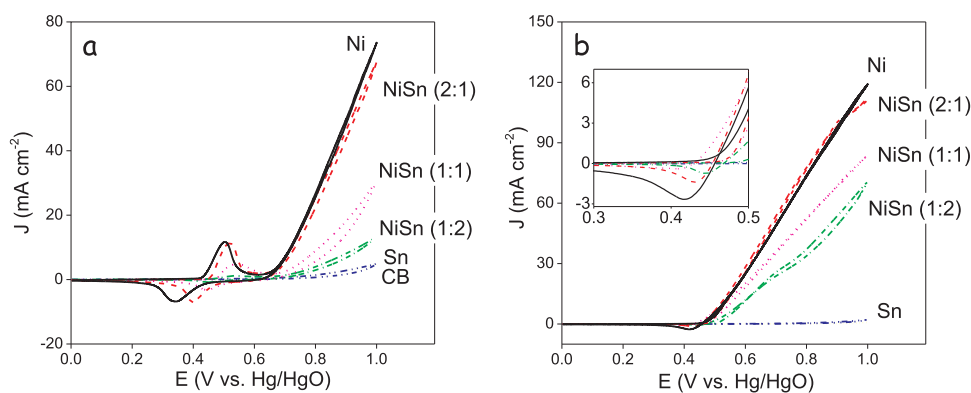 a
80
60
40
20
0
-20
0.0 0.2 0.4 0.6 0.8 1.0
J (mA cm-2)
E (V vs. Hg/HgO)
Ni
NiSn (2:1)
NiSn (1:1)
NiSn (1:2)
Sn
CB
b
150
120
90
60
30
0
0.0 0.2 0.4 0.6 0.8 1.0
J (mA cm-2)
E (V vs. Hg/HgO)
6
3
0
-3
0.3 0.4 0.5
Ni
NiSn (2:1)
NiSn (1:1)
NiSn (1:2)
Sn